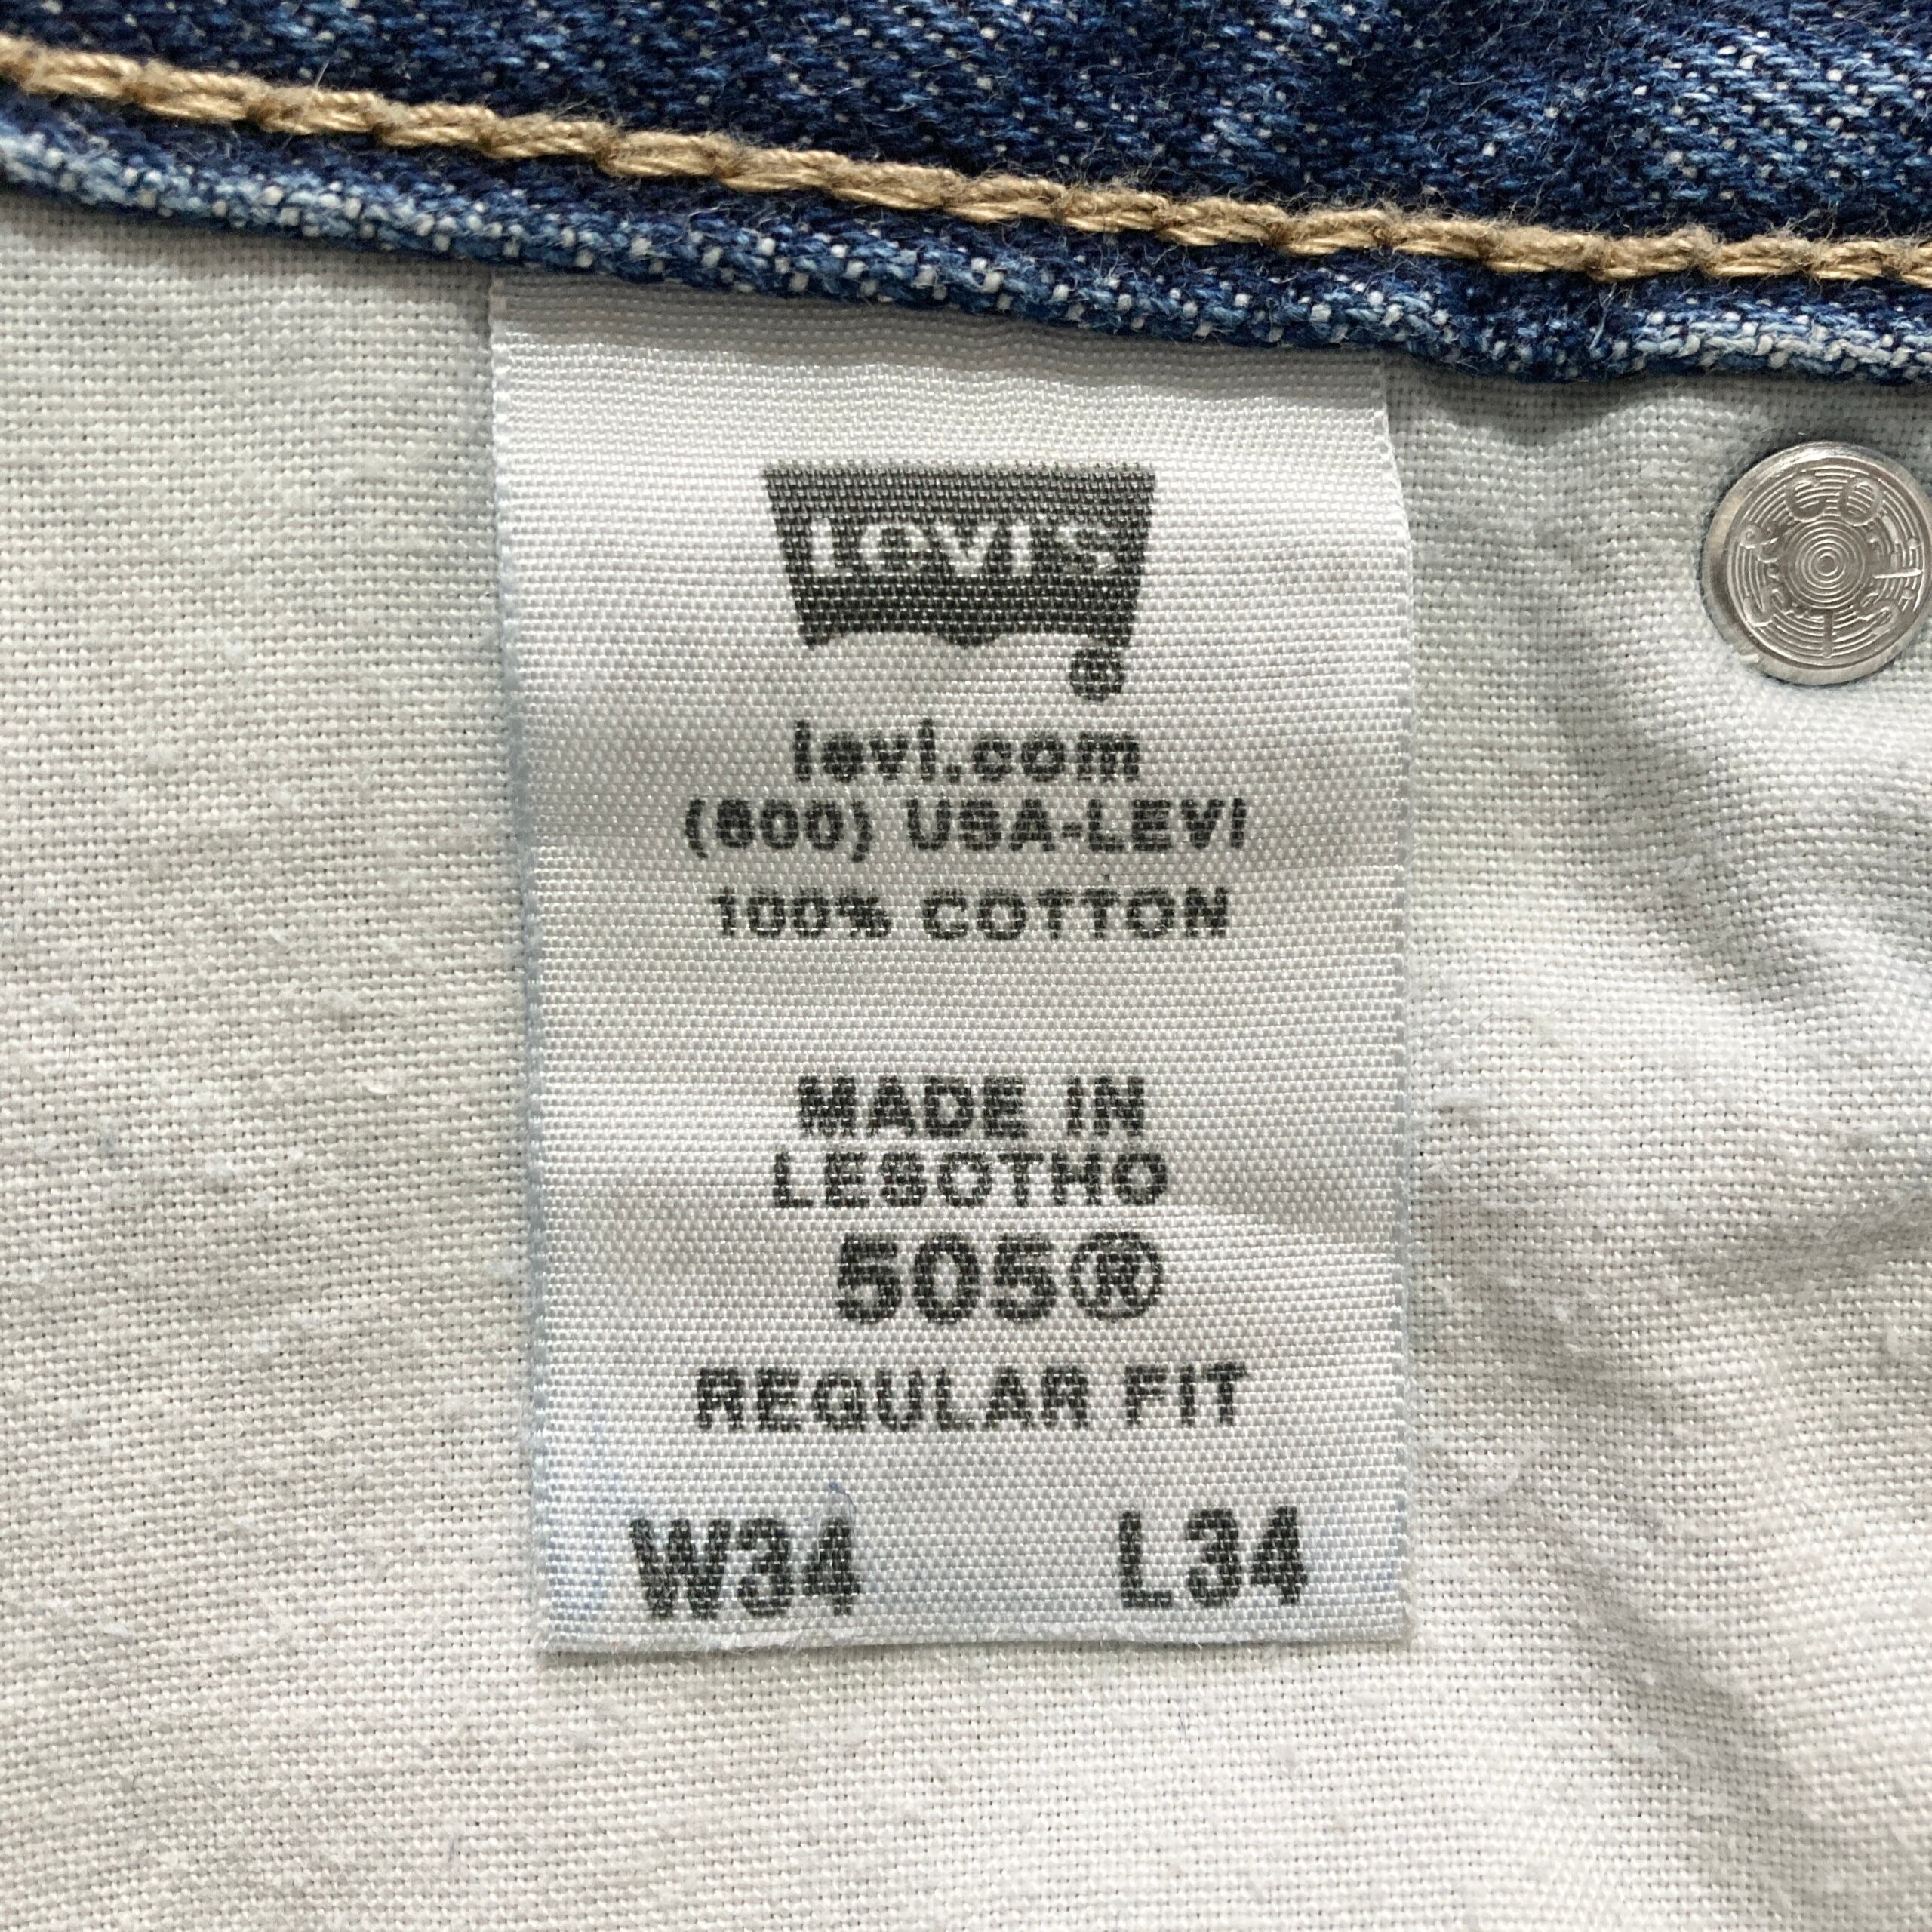 Levi's
®
levi.com
(800) USA-LEVI
100% COTTON
MADE IN
LESOTHO
505®
REGULAR FIT
W34 L34